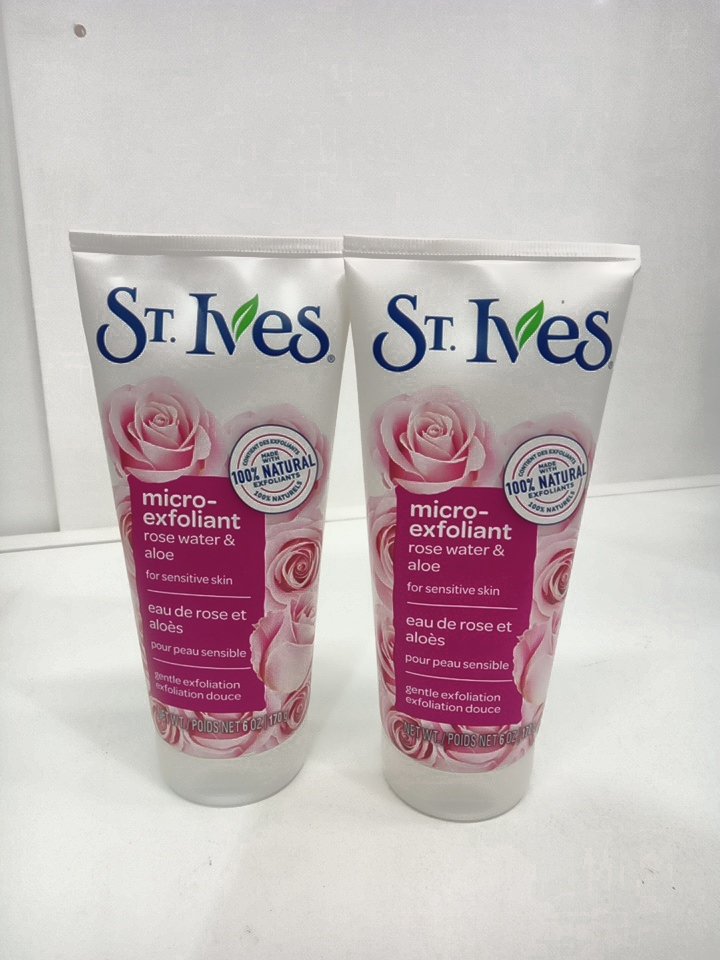 ST. Ives
CONTIENT DES EXFOLIANTS
MADE
WITH
100% NATURAL
EXFOLIANTS
100% NATURELS
micro-
exfoliant
rose water &
aloe
for sensitive skin
eau de rose et
aloès
pour peau sensible
gentle exfoliation
exfoliation douce
NET WT. / POIDS NET 6 OZ / 170 g
ST. Ives
CONTIENT DES EXFOLIANTS
MADE
WITH
100% NATURAL
EXFOLIANTS
100% NATURELS
micro-
exfoliant
rose water &
aloe
for sensitive skin
eau de rose et
aloès
pour peau sensible
gentle exfoliation
exfoliation douce
NET WT. / POIDS NET 6 OZ /